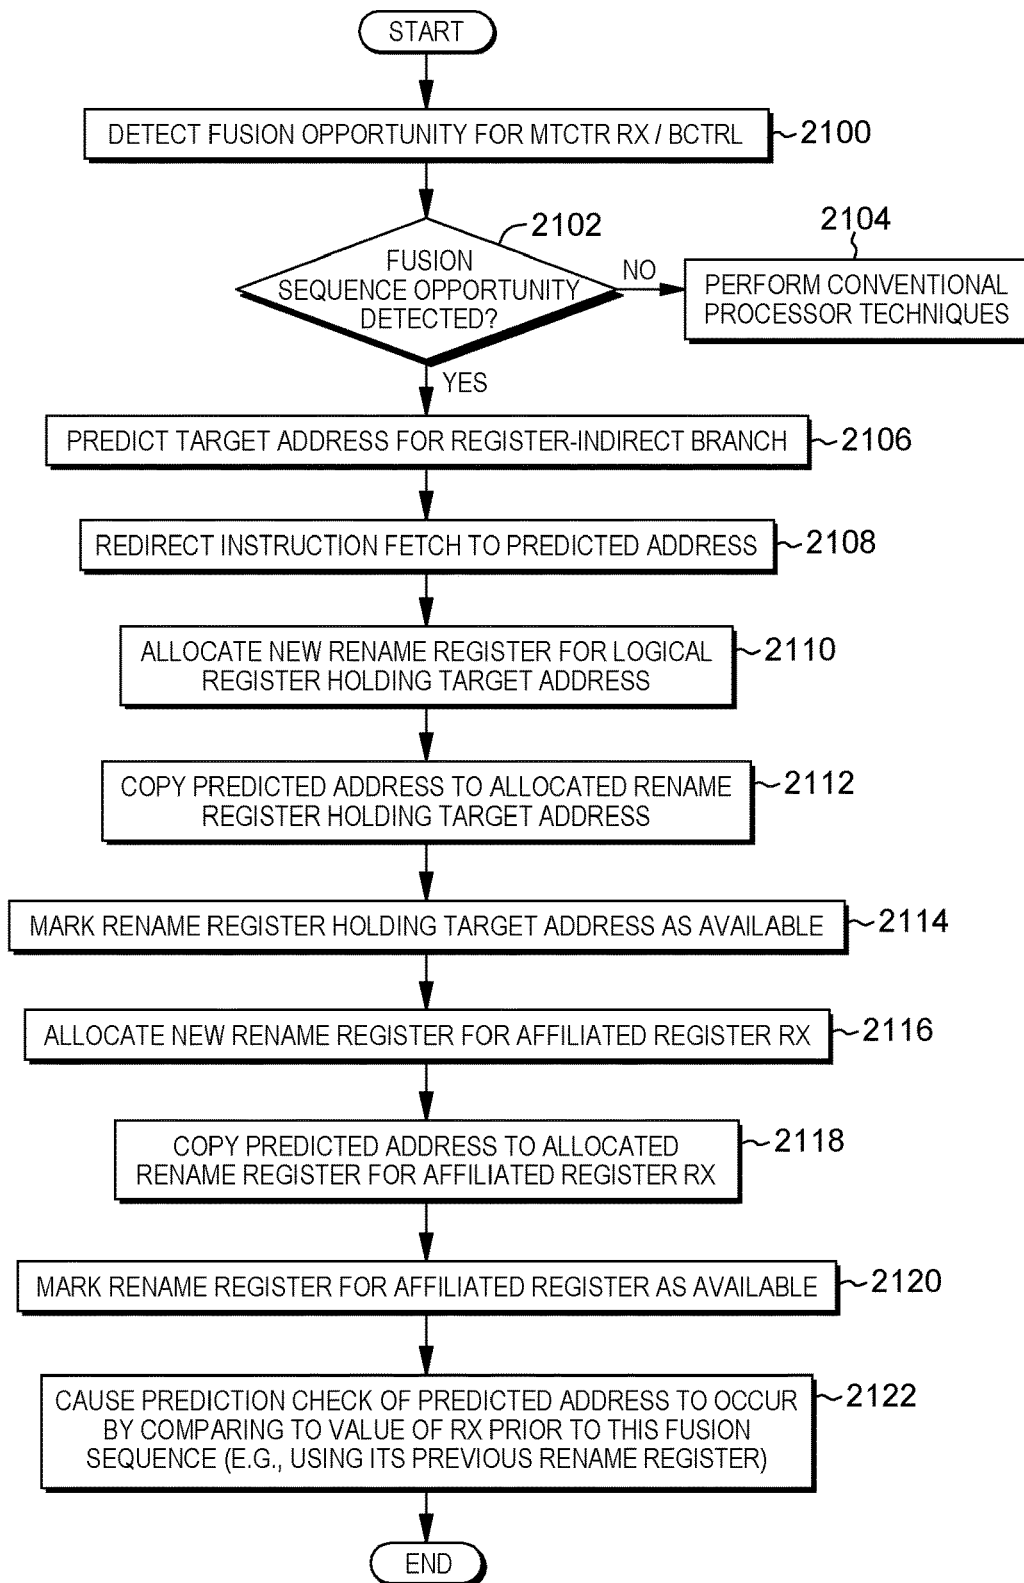 START
DETECT FUSION OPPORTUNITY FOR MTCTR RX / BCTRL
2100
2102
FUSION
SEQUENCE OPPORTUNITY
DETECTED?
NO
2104
PERFORM CONVENTIONAL
PROCESSOR TECHNIQUES
YES
PREDICT TARGET ADDRESS FOR REGISTER-INDIRECT BRANCH
2106
REDIRECT INSTRUCTION FETCH TO PREDICTED ADDRESS
2108
ALLOCATE NEW RENAME REGISTER FOR LOGICAL
REGISTER HOLDING TARGET ADDRESS
2110
COPY PREDICTED ADDRESS TO ALLOCATED RENAME
REGISTER HOLDING TARGET ADDRESS
2112
MARK RENAME REGISTER HOLDING TARGET ADDRESS AS AVAILABLE
2114
ALLOCATE NEW RENAME REGISTER FOR AFFILIATED REGISTER RX
2116
COPY PREDICTED ADDRESS TO ALLOCATED
RENAME REGISTER FOR AFFILIATED REGISTER RX
2118
MARK RENAME REGISTER FOR AFFILIATED REGISTER AS AVAILABLE
2120
CAUSE PREDICTION CHECK OF PREDICTED ADDRESS TO OCCUR
BY COMPARING TO VALUE OF RX PRIOR TO THIS FUSION
SEQUENCE (E.G., USING ITS PREVIOUS RENAME REGISTER)
2122
END